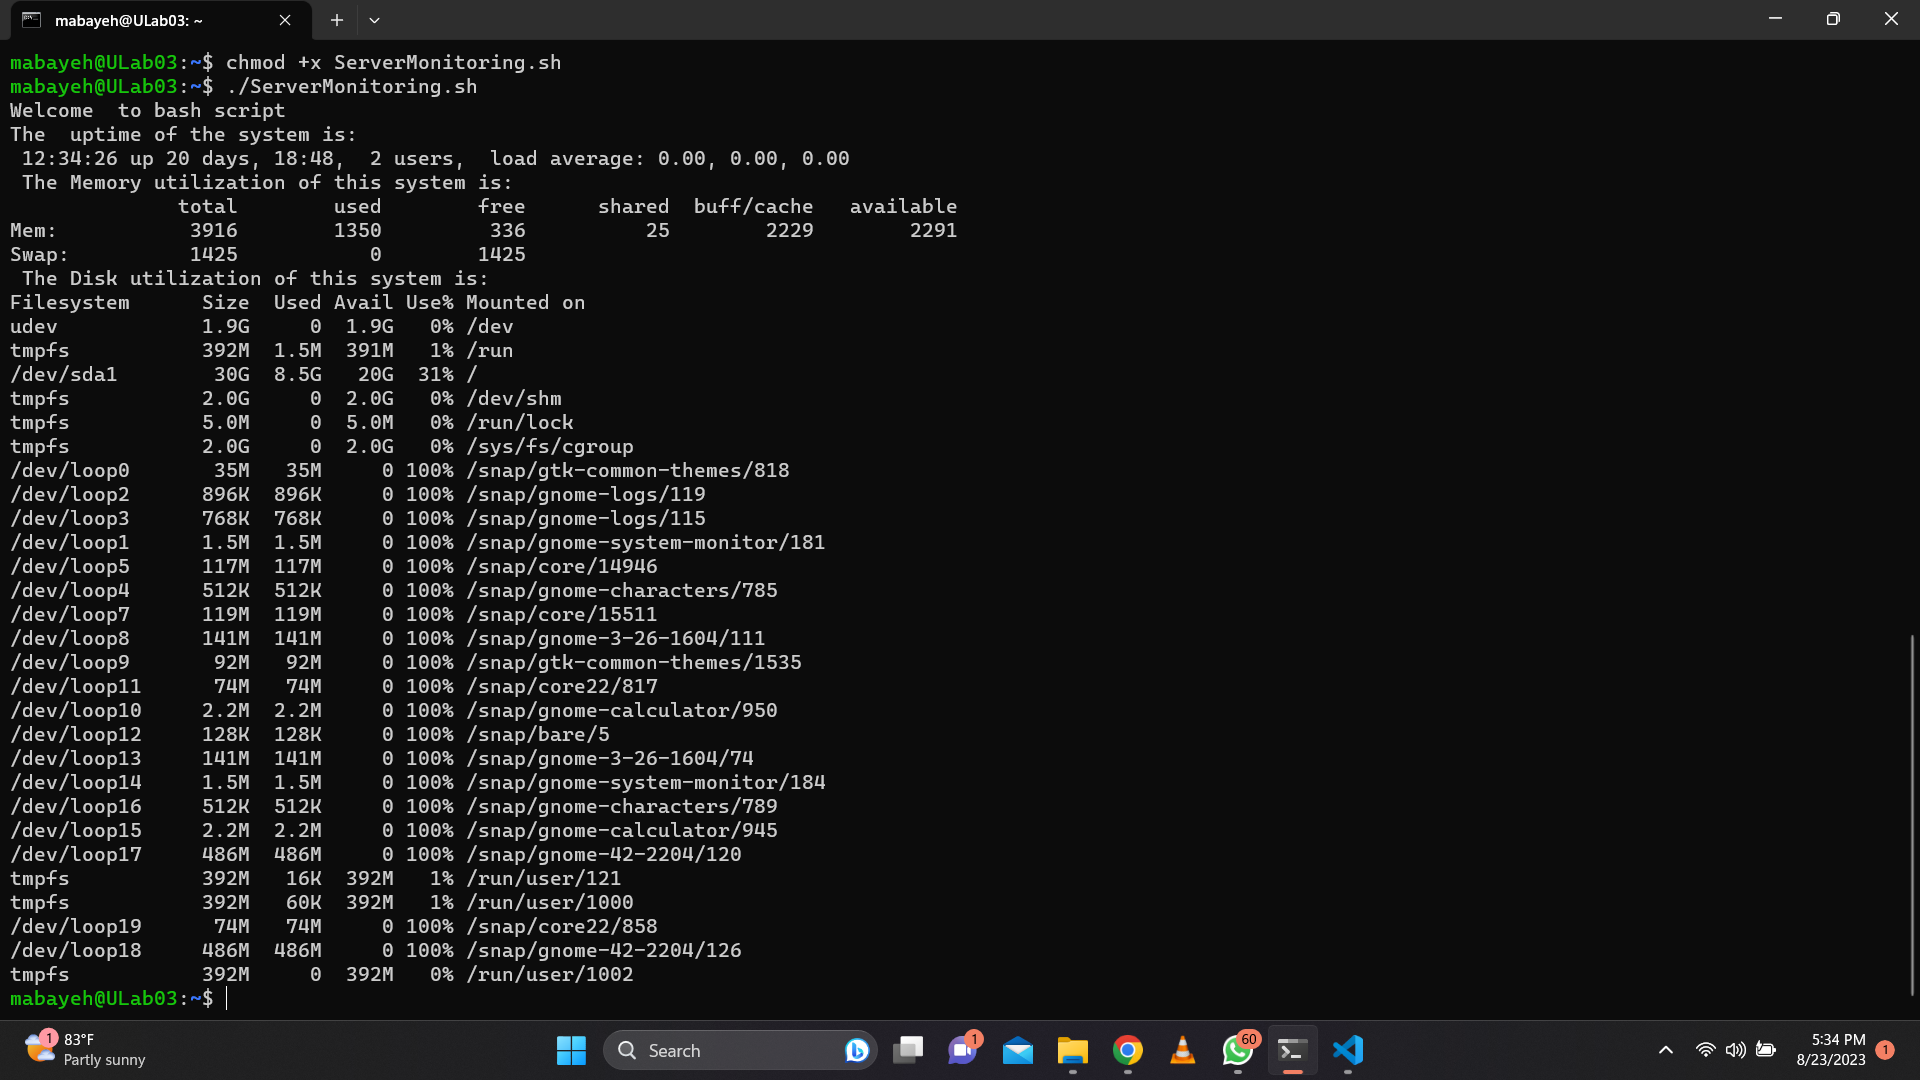 mabayeh@ULab03: ~
mabayeh@ULab03:~$ chmod +x ServerMonitoring.sh
mabayeh@ULab03:~$ ./ServerMonitoring.sh
Welcome  to bash script
The  uptime of the system is:
 12:34:26 up 20 days, 18:48,  2 users,  load average: 0.00, 0.00, 0.00
 The Memory utilization of this system is:
              total        used        free      shared  buff/cache   available
Mem:           3916        1350         336          25        2229        2291
Swap:          1425           0        1425
 The Disk utilization of this system is:
Filesystem      Size  Used Avail Use% Mounted on
udev            1.9G     0  1.9G   0% /dev
tmpfs           392M  1.5M  391M   1% /run
/dev/sda1        30G  8.5G   20G  31% /
tmpfs           2.0G     0  2.0G   0% /dev/shm
tmpfs           5.0M     0  5.0M   0% /run/lock
tmpfs           2.0G     0  2.0G   0% /sys/fs/cgroup
/dev/loop0       35M   35M     0 100% /snap/gtk-common-themes/818
/dev/loop2      896K  896K     0 100% /snap/gnome-logs/119
/dev/loop3      768K  768K     0 100% /snap/gnome-logs/115
/dev/loop1      1.5M  1.5M     0 100% /snap/gnome-system-monitor/181
/dev/loop5      117M  117M     0 100% /snap/core/14946
/dev/loop4      512K  512K     0 100% /snap/gnome-characters/785
/dev/loop7      119M  119M     0 100% /snap/core/15511
/dev/loop8      141M  141M     0 100% /snap/gnome-3-26-1604/111
/dev/loop9       92M   92M     0 100% /snap/gtk-common-themes/1535
/dev/loop11      74M   74M     0 100% /snap/core22/817
/dev/loop10     2.2M  2.2M     0 100% /snap/gnome-calculator/950
/dev/loop12     128K  128K     0 100% /snap/bare/5
/dev/loop13     141M  141M     0 100% /snap/gnome-3-26-1604/74
/dev/loop14     1.5M  1.5M     0 100% /snap/gnome-system-monitor/184
/dev/loop16     512K  512K     0 100% /snap/gnome-characters/789
/dev/loop15     2.2M  2.2M     0 100% /snap/gnome-calculator/945
/dev/loop17     486M  486M     0 100% /snap/gnome-42-2204/120
tmpfs           392M   16K  392M   1% /run/user/121
tmpfs           392M   60K  392M   1% /run/user/1000
/dev/loop19      74M   74M     0 100% /snap/core22/858
/dev/loop18     486M  486M     0 100% /snap/gnome-42-2204/126
tmpfs           392M     0  392M   0% /run/user/1002
mabayeh@ULab03:~$
1
83°F
Partly sunny
Search
1
60
5:34 PM
8/23/2023
1